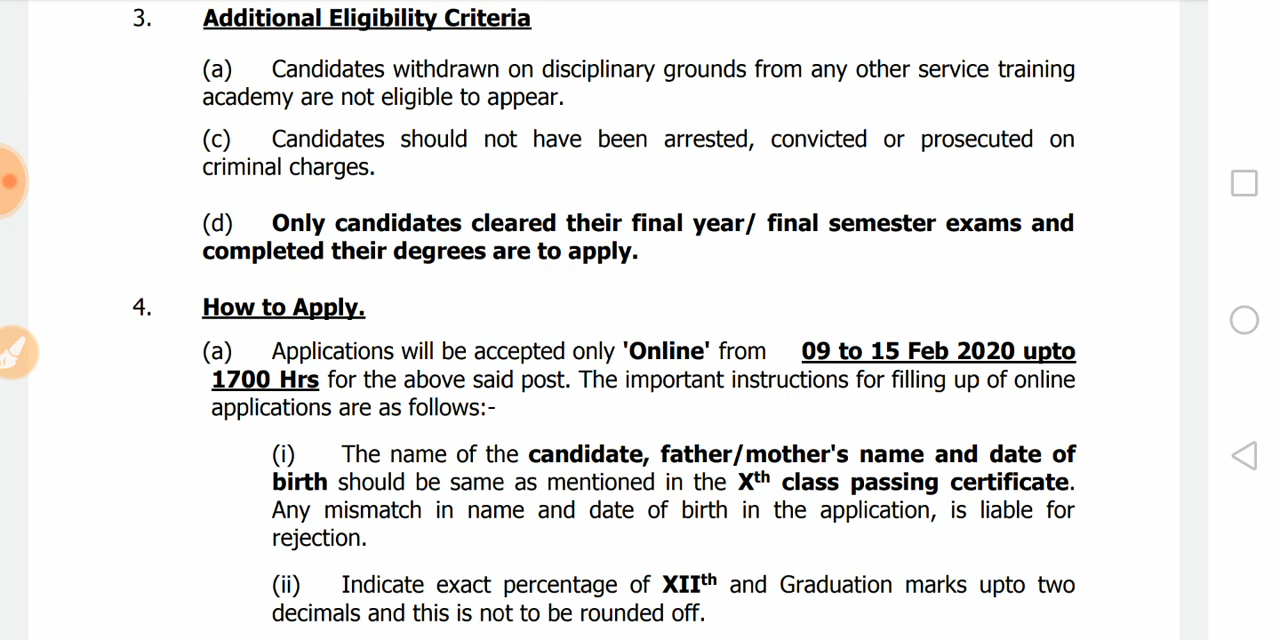 3. Additional Eligibility Criteria
(a) Candidates withdrawn on disciplinary grounds from any other service training
academy are not eligible to appear.
(c) Candidates should not have been arrested, convicted or prosecuted on
criminal charges.
(d) Only candidates cleared their final year/ final semester exams and
completed their degrees are to apply.
4. How to Apply.
(a) Applications will be accepted only 'Online' from 09 to 15 Feb 2020 upto
1700 Hrs for the above said post. The important instructions for filling up of online
applications are as follows:-
(i) The name of the candidate, father/mother's name and date of
birth should be same as mentioned in the Xth class passing certificate.
Any mismatch in name and date of birth in the application, is liable for
rejection.
(ii) Indicate exact percentage of XIIth and Graduation marks upto two
decimals and this is not to be rounded off.